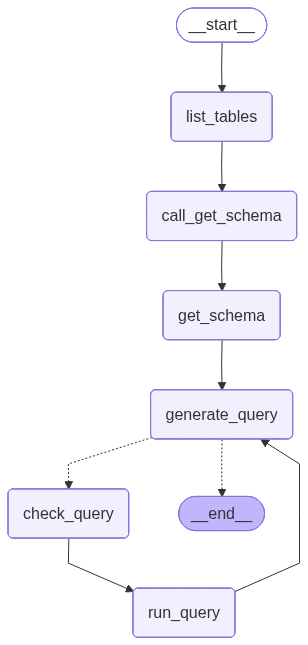 __start__
list_tables
call_get_schema
get_schema
generate_query
check_query
__end__
run_query